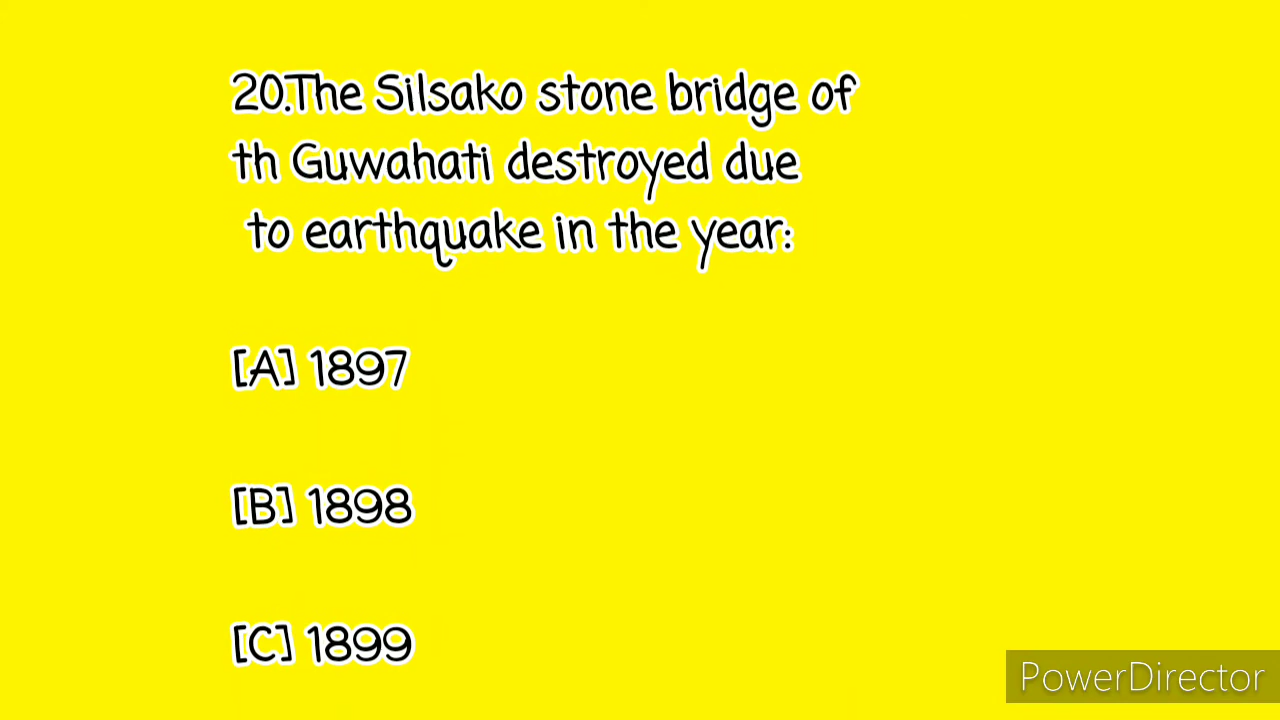 20.The Silsako stone bridge of
th Guwahati destroyed due
to earthquake in the year:
[A] 1897
[B] 1898
[C] 1899
PowerDirector